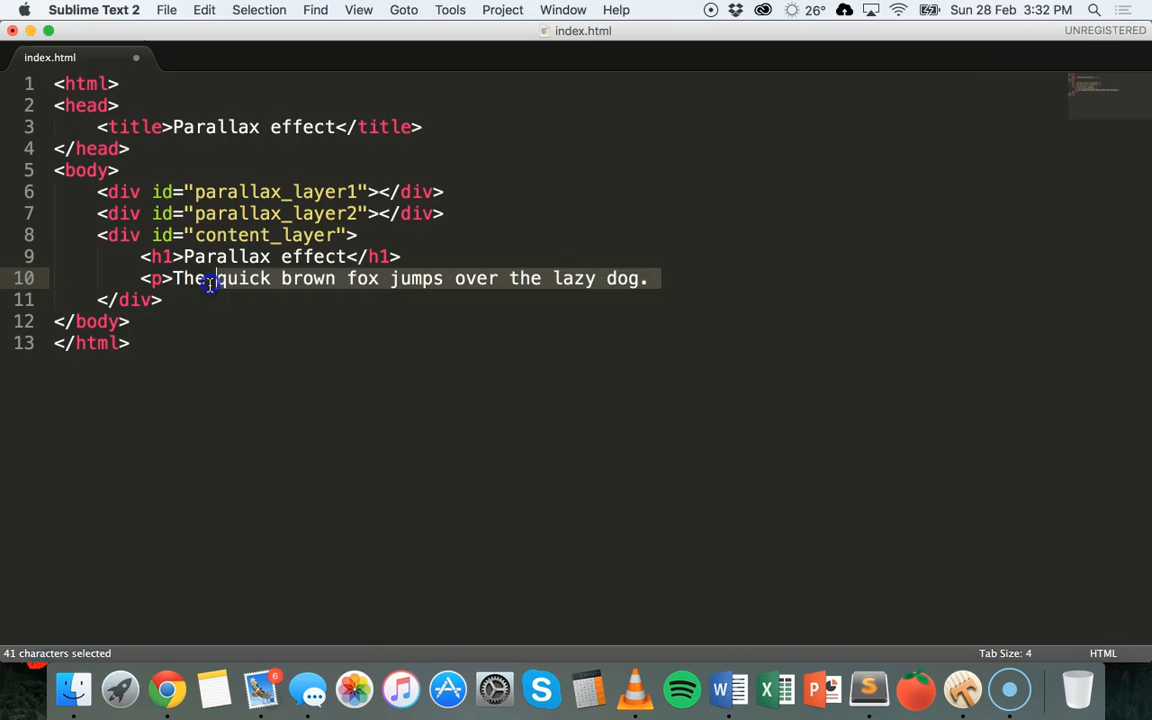 Sublime Text 2 File Edit Selection Find View Goto Tools Project Window Help 26° Sun 28 Feb 3:32 PM
index.html UNREGISTERED
index.html
1 <html>
2 <head>
3 <title>Parallax effect</title>
4 </head>
5 <body>
6 <div id="parallax_layer1"></div>
7 <div id="parallax_layer2"></div>
8 <div id="content_layer">
9 <h1>Parallax effect</h1>
10 <p>The quick brown fox jumps over the lazy dog.
11 </div>
12 </body>
13 </html>
41 characters selected Tab Size: 4 HTML
6